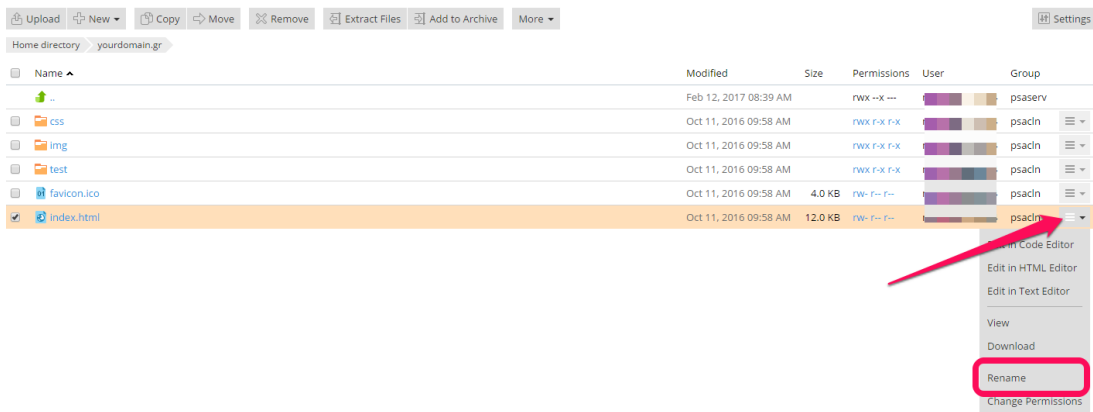 Upload New Copy Move Remove Extract Files Add to Archive More Settings
Home directory yourdomain.gr
Name Modified Size Permissions User Group
.. Feb 12, 2017 08:39 AM rwx --x --- psaserv
css Oct 11, 2016 09:58 AM rwx r-x r-x psacln
img Oct 11, 2016 09:58 AM rwx r-x r-x psacln
test Oct 11, 2016 09:58 AM rwx r-x r-x psacln
favicon.ico Oct 11, 2016 09:58 AM 4.0 KB rw- r-- r-- psacln
index.html Oct 11, 2016 09:58 AM 12.0 KB rw- r-- r-- psacln
Edit in Code Editor
Edit in HTML Editor
Edit in Text Editor
View
Download
Rename
Change Permissions